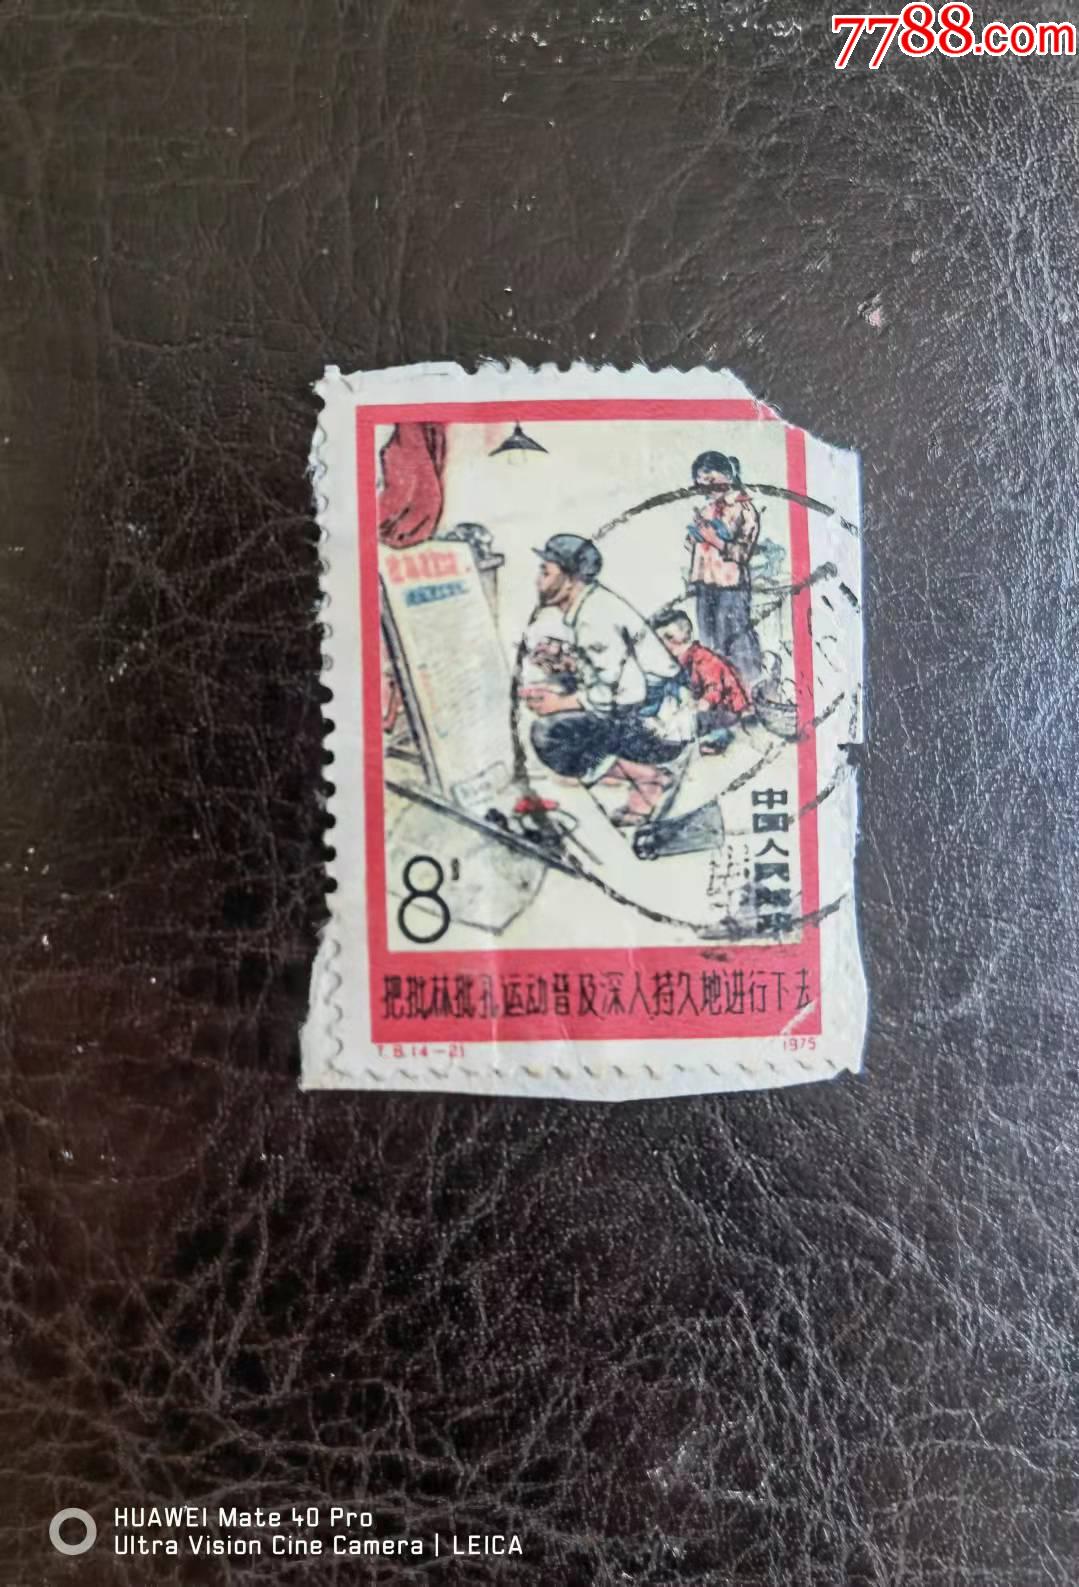 7788.com
8分
中国人民邮政
把批林批孔运动普及深入持久地进行下去
T.8.(4-2)
1975
HUAWEI Mate 40 Pro
Ultra Vision Cine Camera | LEICA